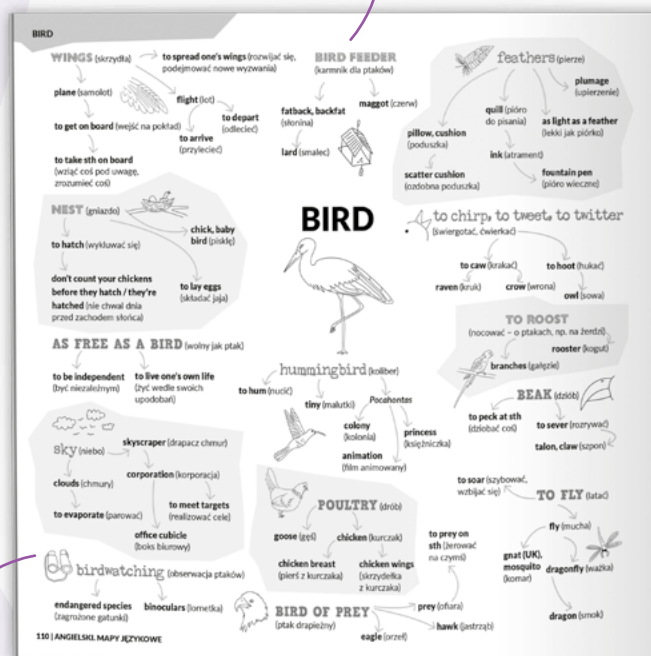 BIRD
WINGS (skrzydła)
to spread one's wings (rozwijać się,
podejmować nowe wyzwania)
plane (samolot)
flight (lot)
to get on board (wejść na pokład)
to depart
(odlecieć)
to arrive
(przylecieć)
to take sth on board
(wziąć coś pod uwagę,
zrozumieć coś)
BIRD FEEDER
(karmnik dla ptaków)
fatback, backfat
(słonina)
maggot (czerw)
lard (smalec)
feathers (pierze)
plumage
(upierzenie)
quill (pióro
do pisania)
as light as a feather
(lekki jak piórko)
pillow, cushion
(poduszka)
ink (atrament)
scatter cushion
(ozdobna poduszka)
fountain pen
(pióro wieczne)
NEST (gniazdo)
chick, baby
bird (pisklę)
to hatch (wykluwać się)
don't count your chickens
before they hatch / they're
hatched (nie chwal dnia
przed zachodem słońca)
to lay eggs
(składać jaja)
BIRD
to chirp, to tweet, to twitter
(świergotać, ćwierkać)
to caw (krakać)
to hoot (hukać)
raven (kruk)
crow (wrona)
owl (sowa)
TO ROOST
(nocować – o ptakach, np. na żerdzi)
rooster (kogut)
branches (gałęzie)
AS FREE AS A BIRD (wolny jak ptak)
to be independent
(być niezależnym)
to live one's own life
(żyć wedle swoich
upodobań)
hummingbird (koliber)
to hum (nucić)
tiny (malutki)
Pocahontas
colony
(kolonia)
princess
(księżniczka)
animation
(film animowany)
BEAK (dziób)
to peck at sth
(dziobać coś)
to sever (rozrywać)
talon, claw (szpon)
sky (niebo)
skyscraper (drapacz chmur)
clouds (chmury)
corporation (korporacja)
to evaporate (parować)
to meet targets
(realizować cele)
office cubicle
(boks biurowy)
POULTRY (drób)
goose (gęś)
chicken (kurczak)
chicken breast
(pierś z kurczaka)
chicken wings
(skrzydełka
z kurczaka)
to soar (szybować,
wzbijać się)
TO FLY (latać)
fly (mucha)
gnat (UK),
mosquito
(komar)
dragonfly (ważka)
dragon (smok)
to prey on
sth (żerować
na czymś)
birdwatching (obserwacja ptaków)
endangered species
(zagrożone gatunki)
binoculars (lornetka)
BIRD OF PREY
(ptak drapieżny)
prey (ofiara)
hawk (jastrząb)
eagle (orzeł)
110 | ANGIELSKI. MAPY JĘZYKOWE